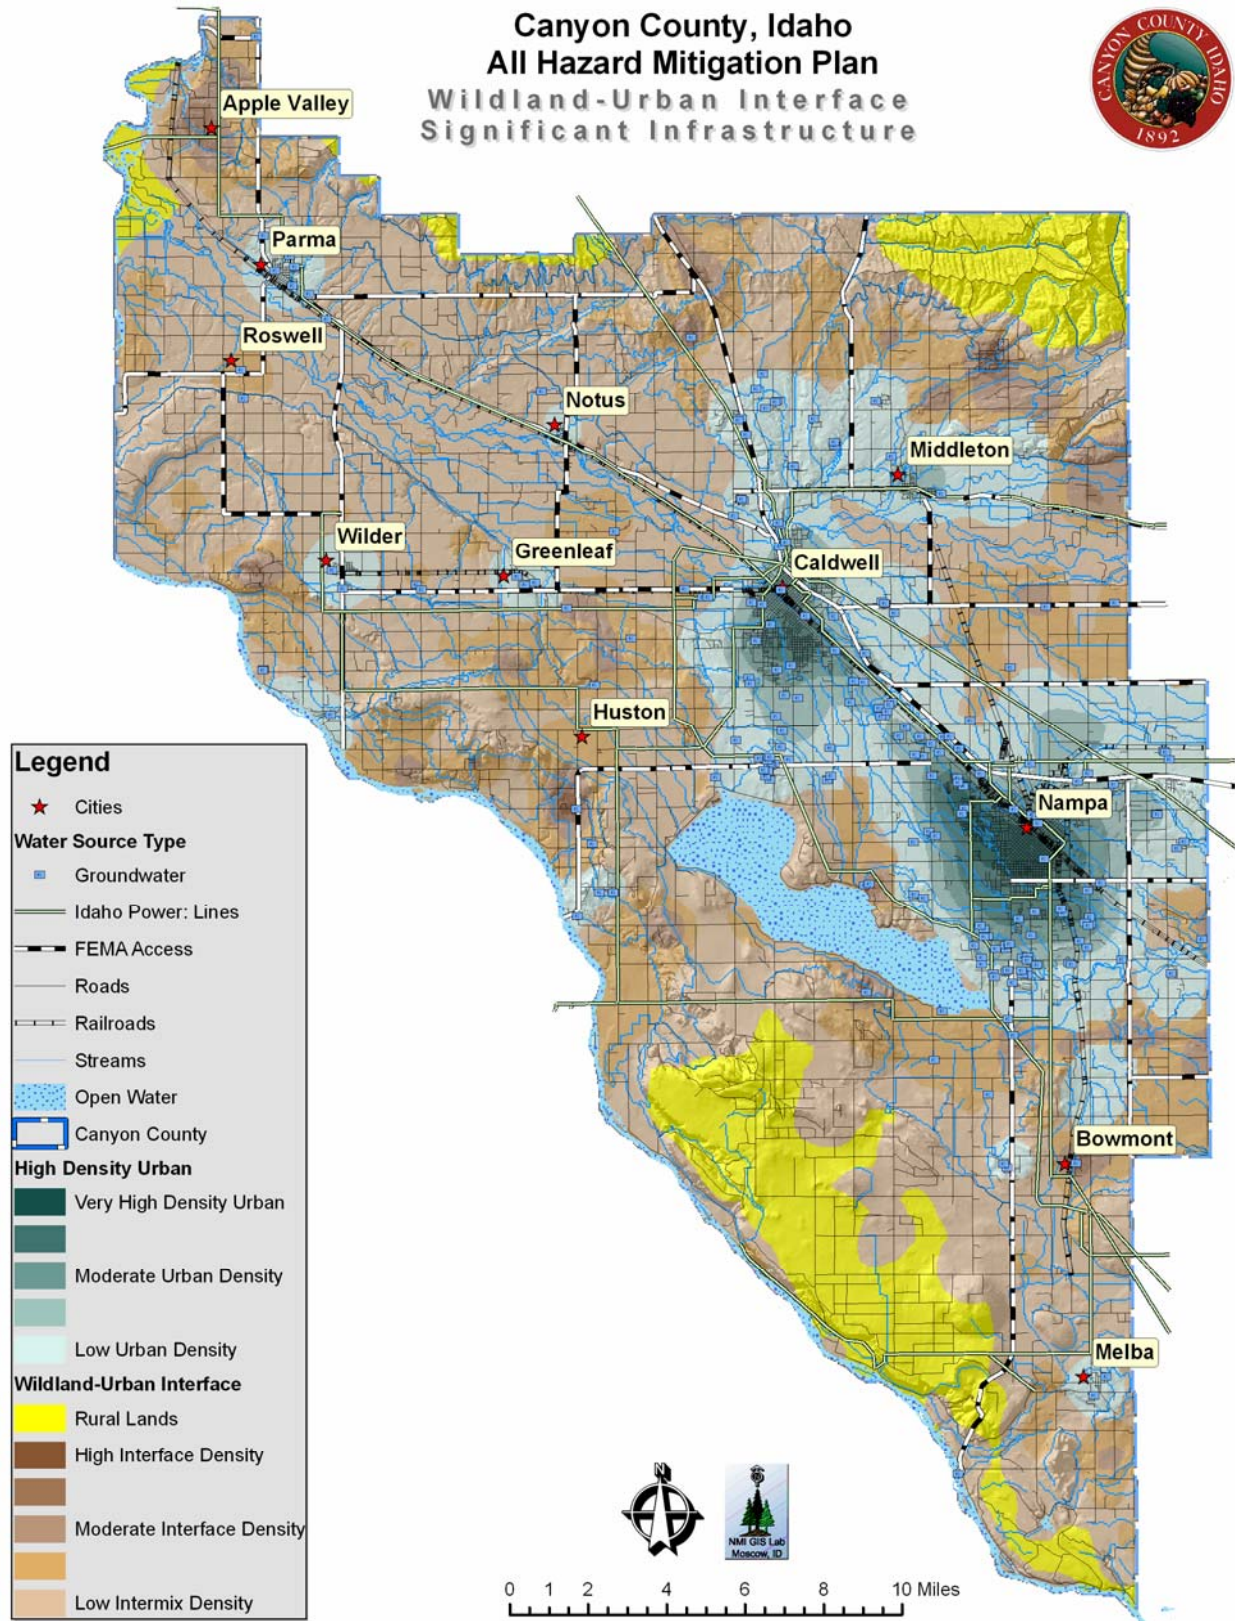 Canyon County, Idaho
All Hazard Mitigation Plan
Wildland-Urban Interface
Significant Infrastructure
CANYON COUNTY IDAHO
1892
Apple Valley
Parma
Roswell
Notus
Middleton
Wilder
Greenleaf
Caldwell
Huston
Nampa
Bowmont
Melba
Legend
Cities
Water Source Type
Groundwater
Idaho Power: Lines
FEMA Access
Roads
Railroads
Streams
Open Water
Canyon County
High Density Urban
Very High Density Urban
Moderate Urban Density
Low Urban Density
Wildland-Urban Interface
Rural Lands
High Interface Density
Moderate Interface Density
Low Intermix Density
N
NMI GIS Lab
Moscow, ID
0 1 2 4 6 8 10 Miles